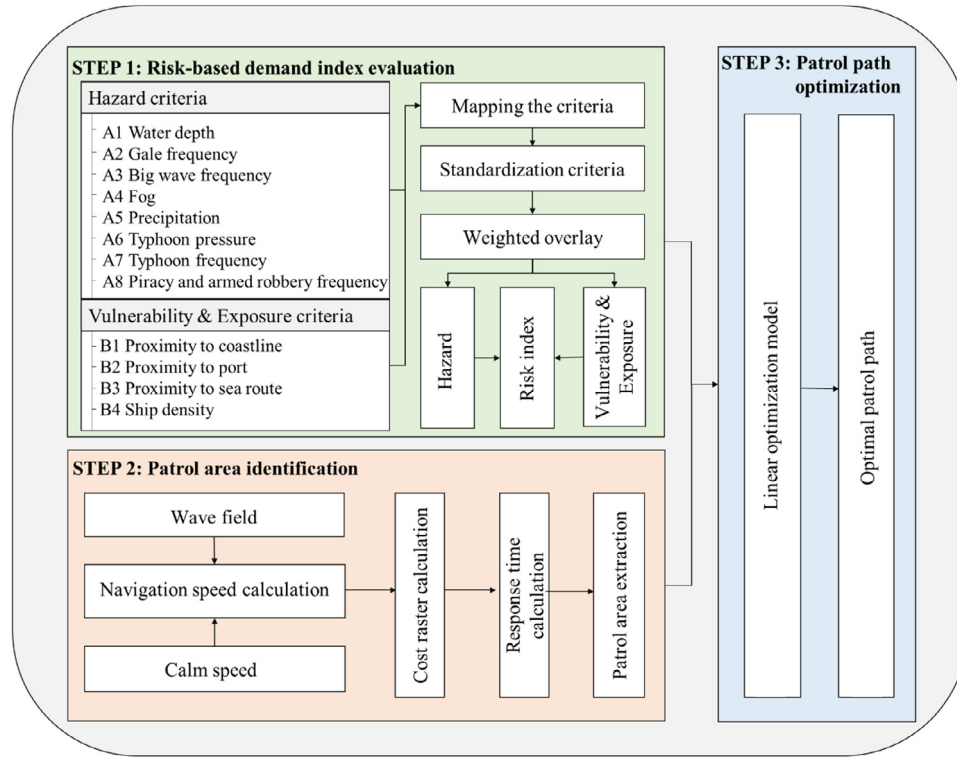 STEP 1: Risk-based demand index evaluation
Hazard criteria
A1 Water depth
A2 Gale frequency
A3 Big wave frequency
A4 Fog
A5 Precipitation
A6 Typhoon pressure
A7 Typhoon frequency
A8 Piracy and armed robbery frequency
Vulnerability & Exposure criteria
B1 Proximity to coastline
B2 Proximity to port
B3 Proximity to sea route
B4 Ship density
Mapping the criteria
Standardization criteria
Weighted overlay
Hazard
Risk index
Vulnerability &
Exposure
STEP 2: Patrol area identification
Wave field
Navigation speed calculation
Calm speed
Cost raster calculation
Response time
calculation
Patrol area extraction
STEP 3: Patrol path
optimization
Linear optimization model
Optimal patrol path